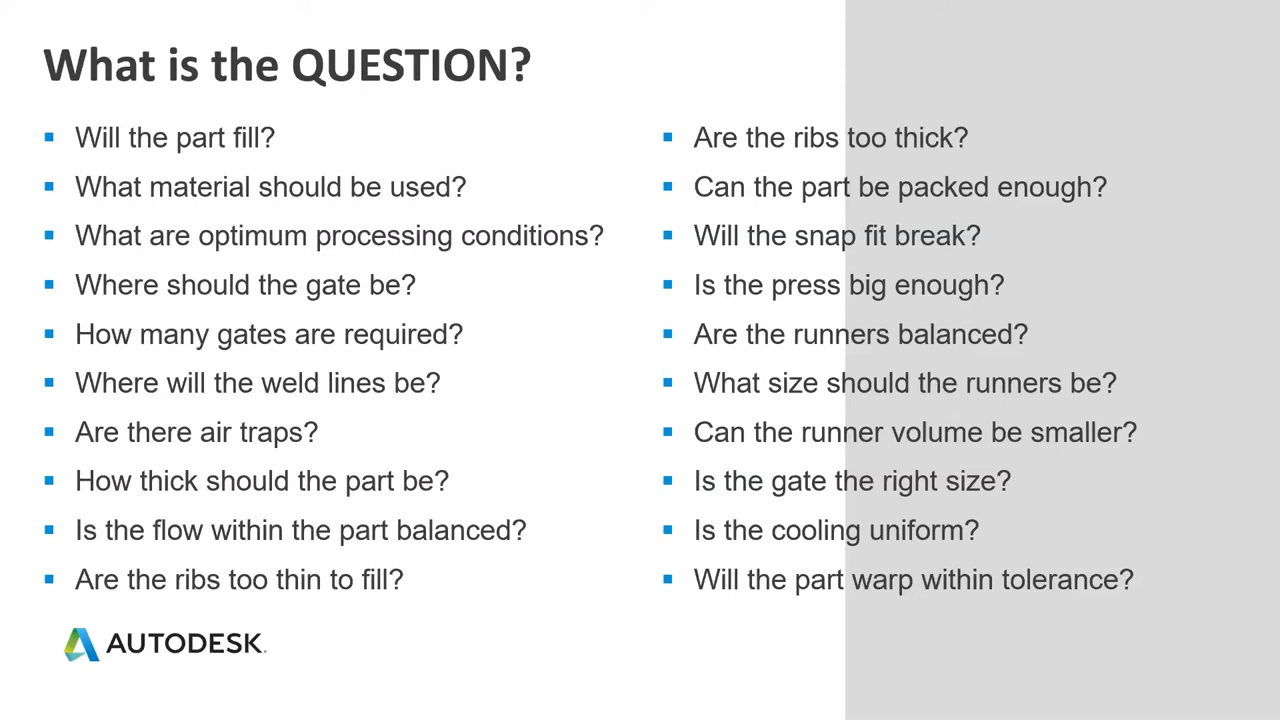 What is the QUESTION?
Will the part fill?
What material should be used?
What are optimum processing conditions?
Where should the gate be?
How many gates are required?
Where will the weld lines be?
Are there air traps?
How thick should the part be?
Is the flow within the part balanced?
Are the ribs too thin to fill?
Are the ribs too thick?
Can the part be packed enough?
Will the snap fit break?
Is the press big enough?
Are the runners balanced?
What size should the runners be?
Can the runner volume be smaller?
Is the gate the right size?
Is the cooling uniform?
Will the part warp within tolerance?
AUTODESK.